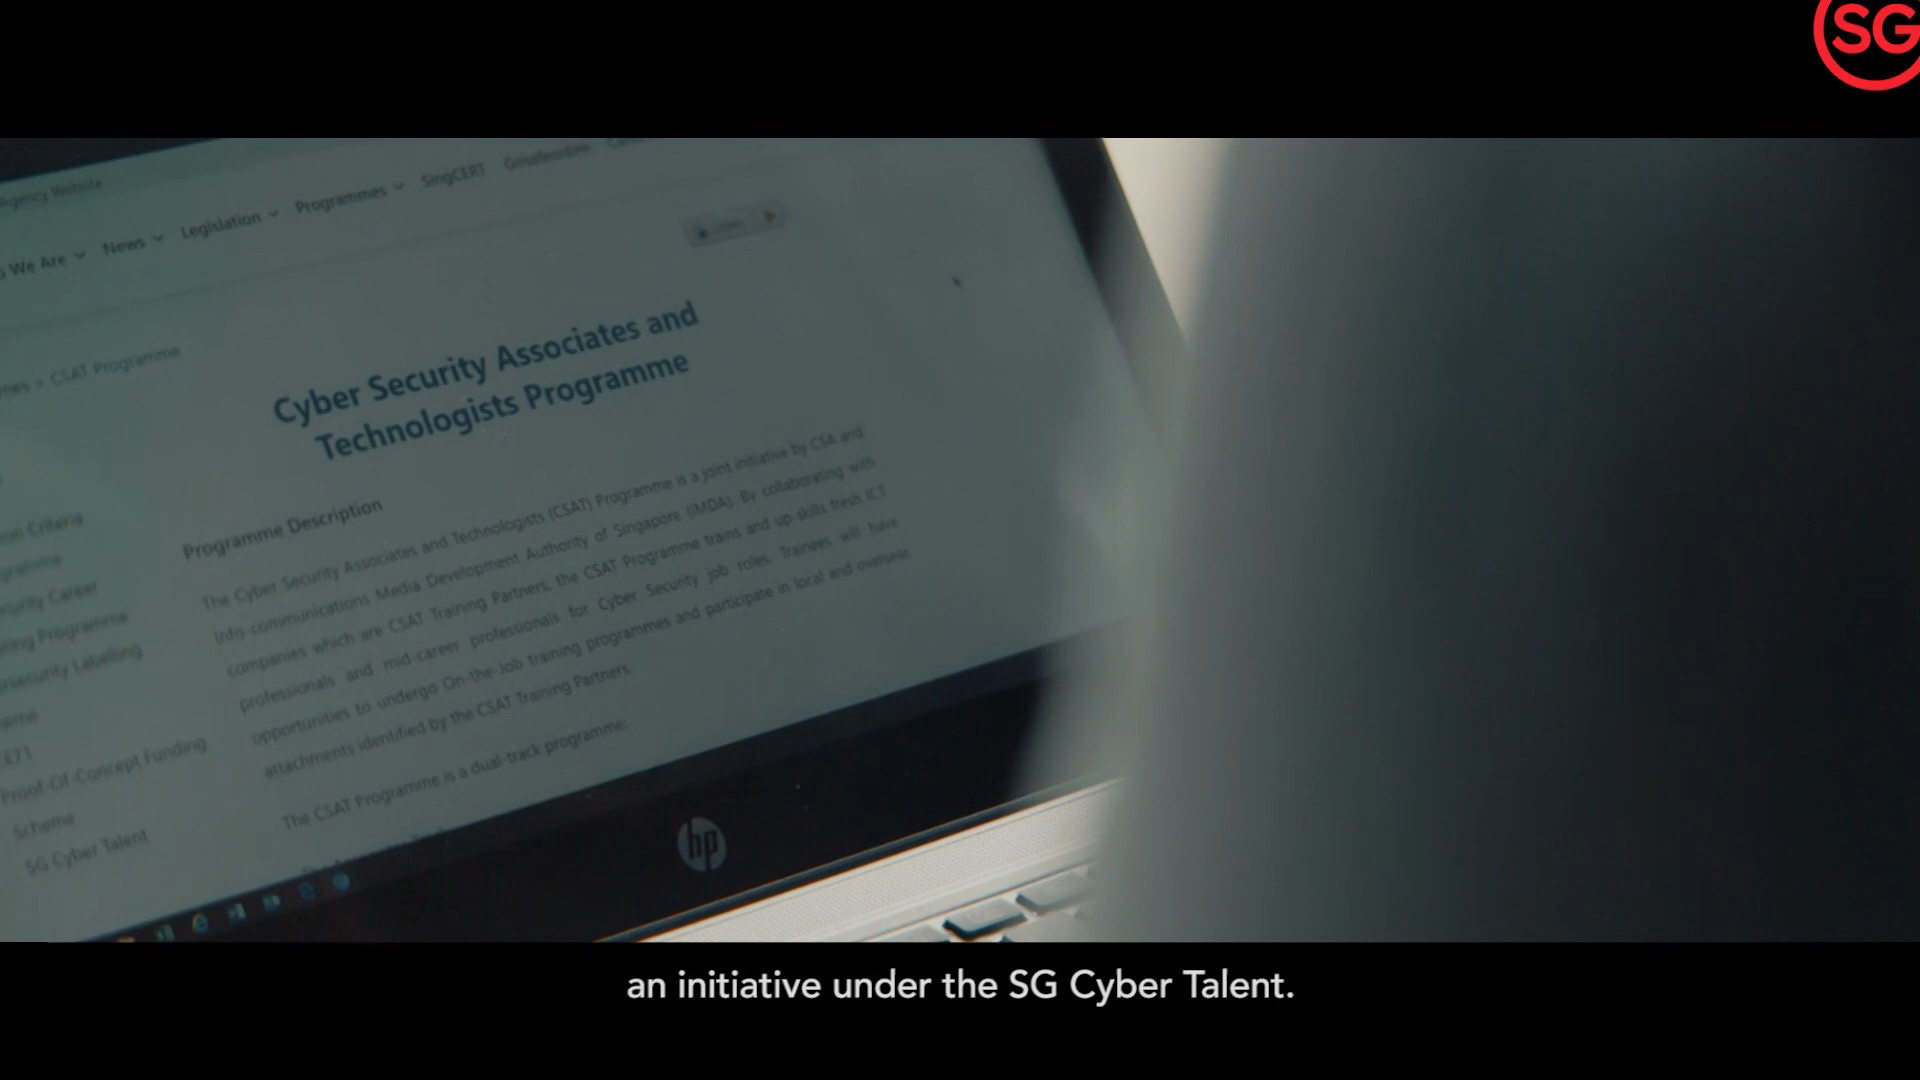 SG
Agency Website
We Are
News
Legislation
Programmes
SingCERT
Gosafeonline
Listen
> CSAT Programme
Cyber Security Associates and
Technologists Programme
Programme Description
The Cyber Security Associates and Technologists (CSAT) Programme is a joint initiative by CSA and
Info-communications Media Development Authority of Singapore (IMDA). By collaborating with
companies which are CSAT Training Partners, the CSAT Programme trains and up-skills fresh ICT
professionals and mid-career professionals for Cyber Security job roles. Trainees will have
opportunities to undergo On-the-Job training programmes and participate in local and overseas
attachments identified by the CSAT Training Partners.
The CSAT Programme is a dual-track programme:
Criteria
Career
Programme
Labelling
Proof-Of-Concept Funding
Scheme
SG Cyber Talent
hp
an initiative under the SG Cyber Talent.